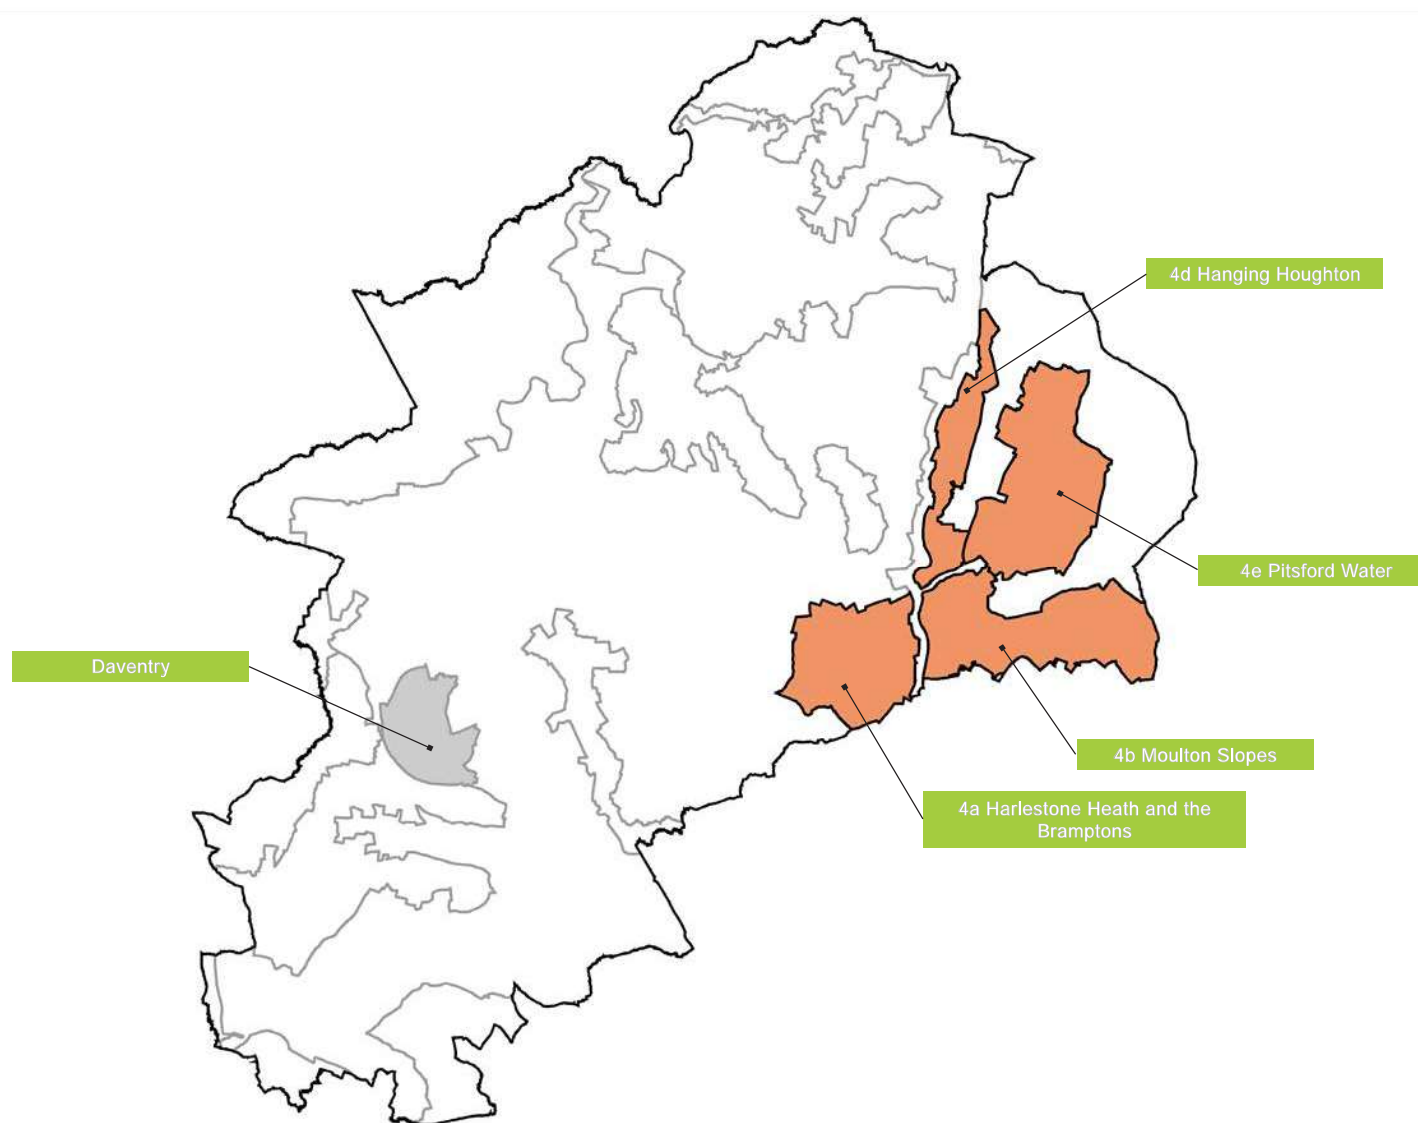 4d Hanging Houghton
4e Pitsford Water
Daventry
4b Moulton Slopes
4a Harlestone Heath and the
Bramptons